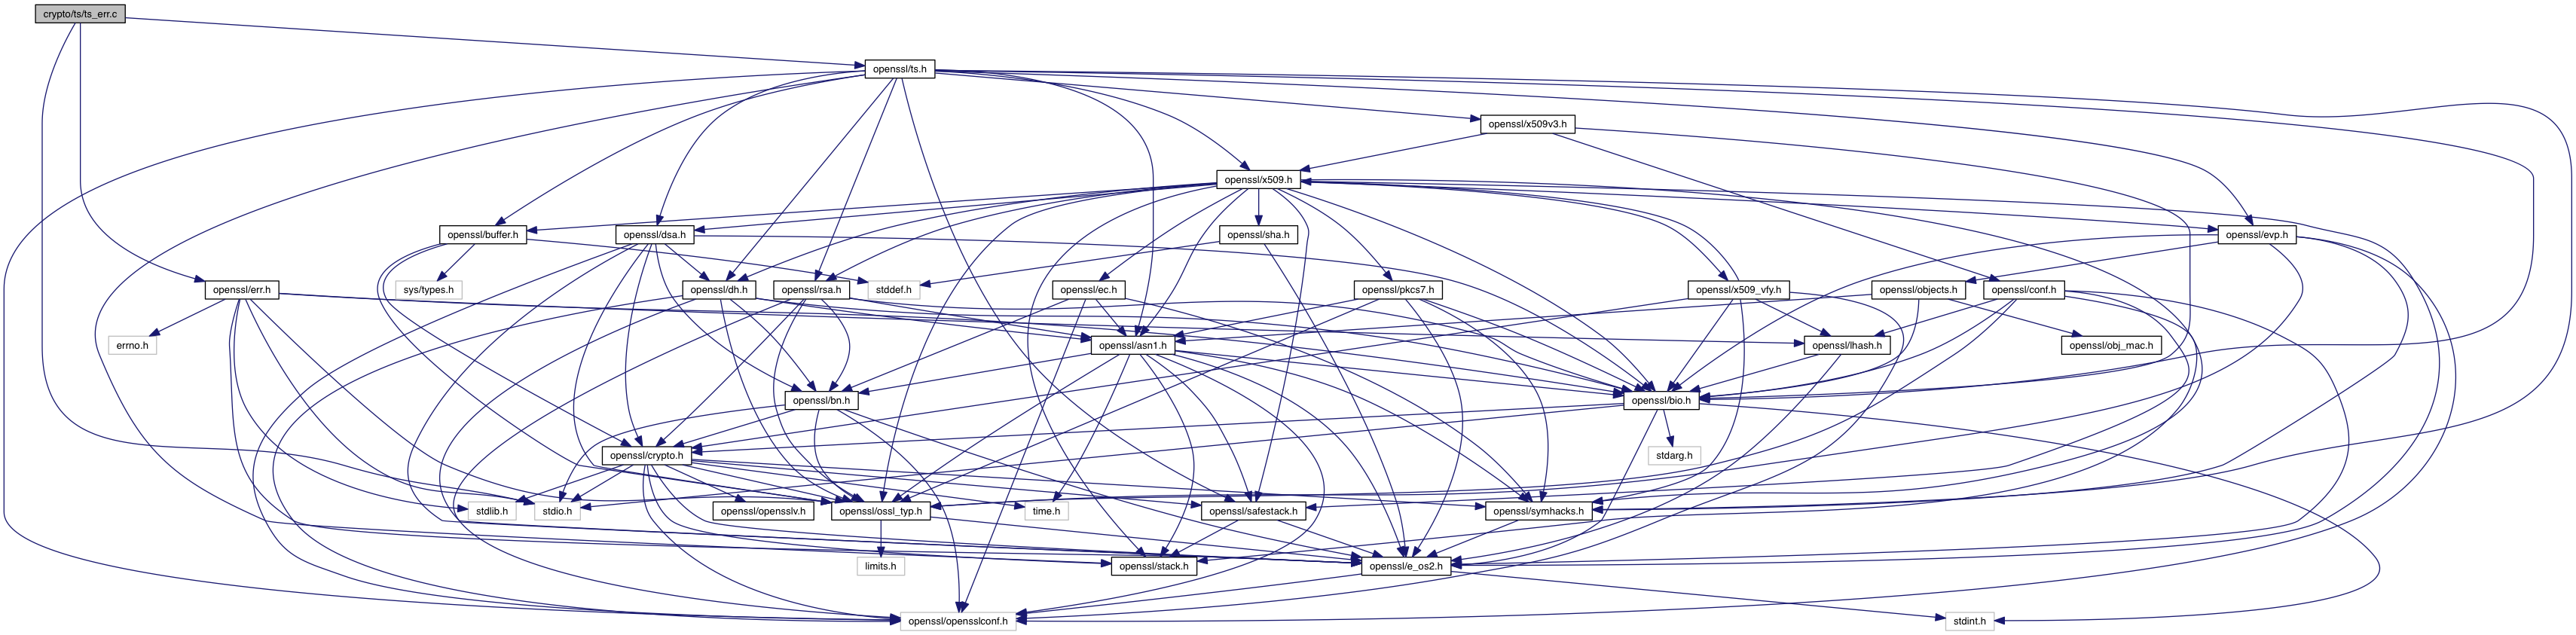 crypto/ts/ts_err.c
openssl/ts.h
openssl/x509v3.h
openssl/x509.h
openssl/buffer.h
openssl/dsa.h
openssl/sha.h
openssl/evp.h
sys/types.h
openssl/err.h
openssl/dh.h
openssl/rsa.h
stddef.h
openssl/ec.h
openssl/pkcs7.h
openssl/x509_vfy.h
openssl/objects.h
openssl/conf.h
errno.h
openssl/asn1.h
openssl/lhash.h
openssl/obj_mac.h
openssl/bn.h
openssl/bio.h
openssl/crypto.h
stdarg.h
stdlib.h
stdio.h
openssl/opensslv.h
openssl/ossl_typ.h
time.h
openssl/safestack.h
openssl/symhacks.h
limits.h
openssl/stack.h
openssl/e_os2.h
openssl/opensslconf.h
stdint.h